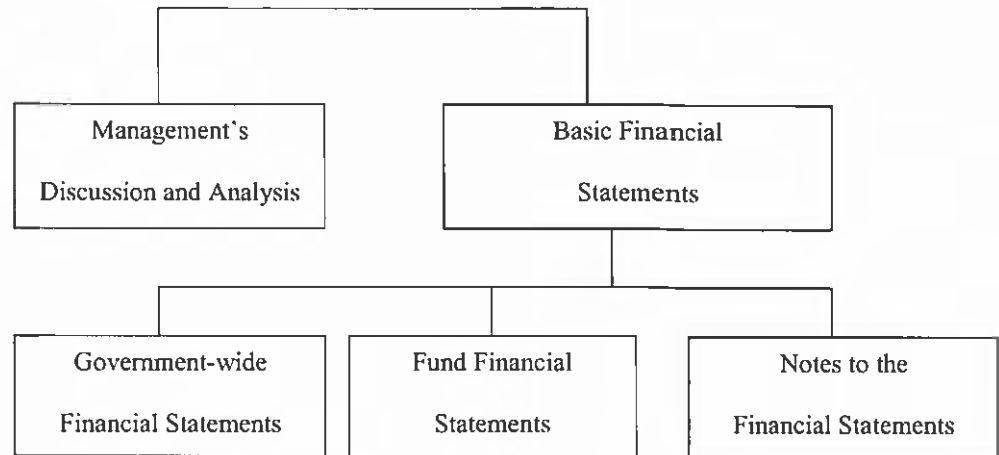 Management's
Discussion and Analysis
Basic Financial
Statements
Government-wide
Financial Statements
Fund Financial
Statements
Notes to the
Financial Statements